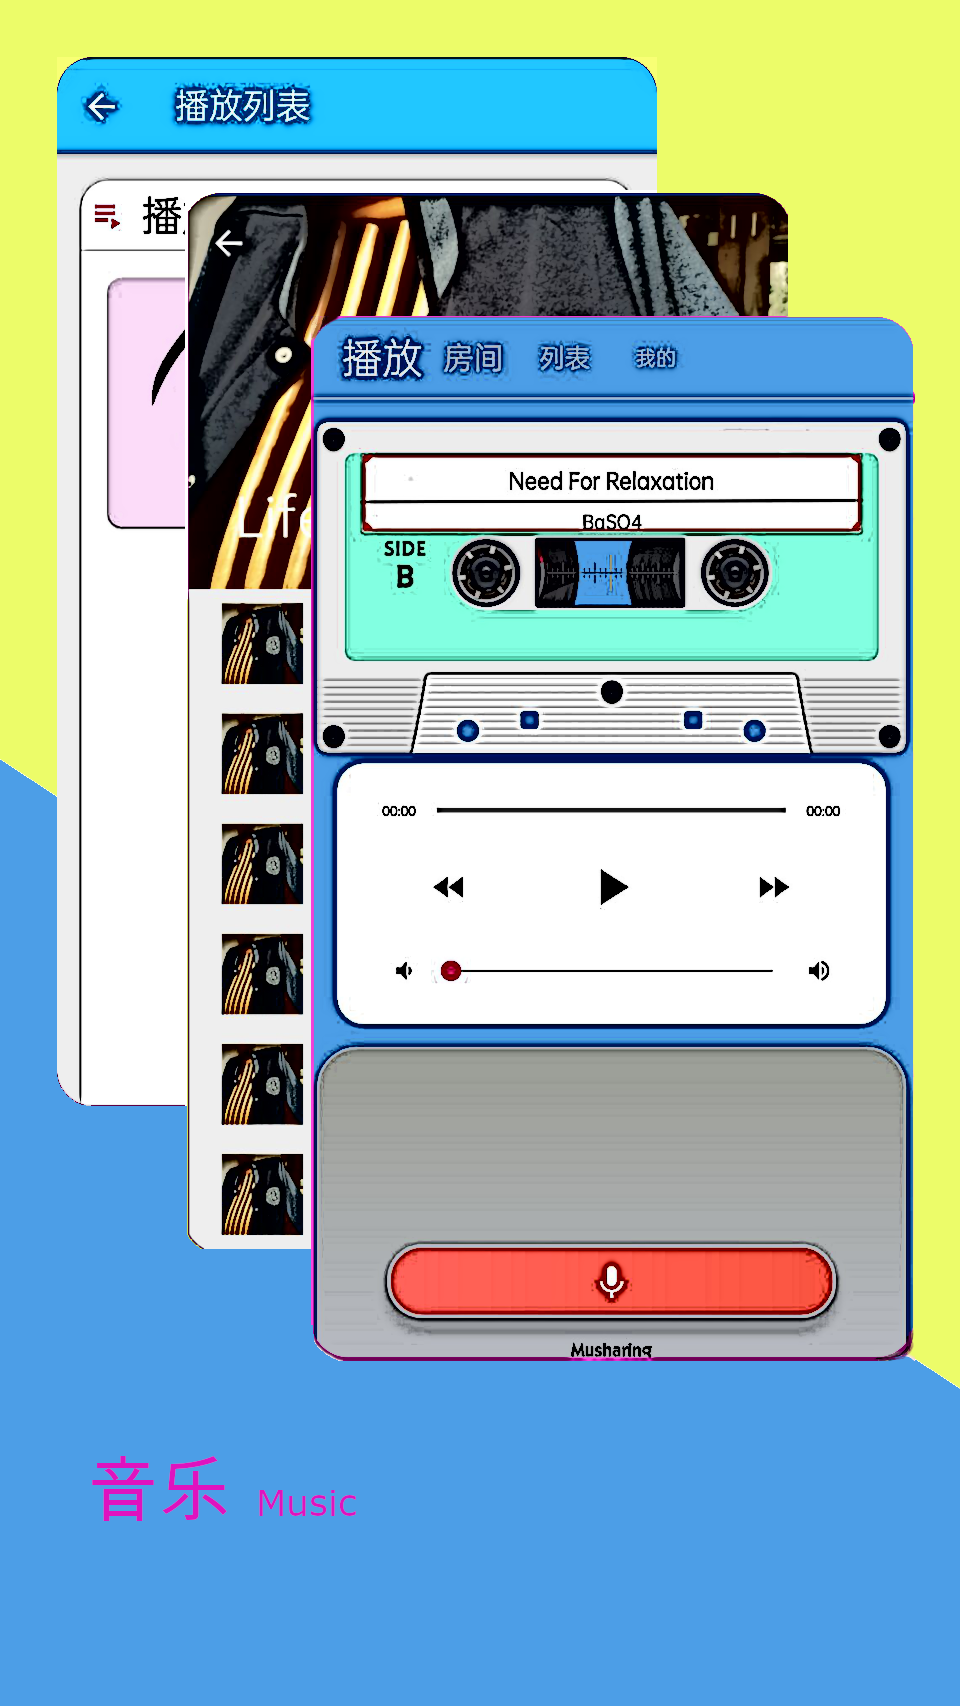 播放列表
播
Life
播放 房间 列表 我的
Need For Relaxation
BaSO4
SIDE
B
00:00 00:00
Musharing
音乐 Music